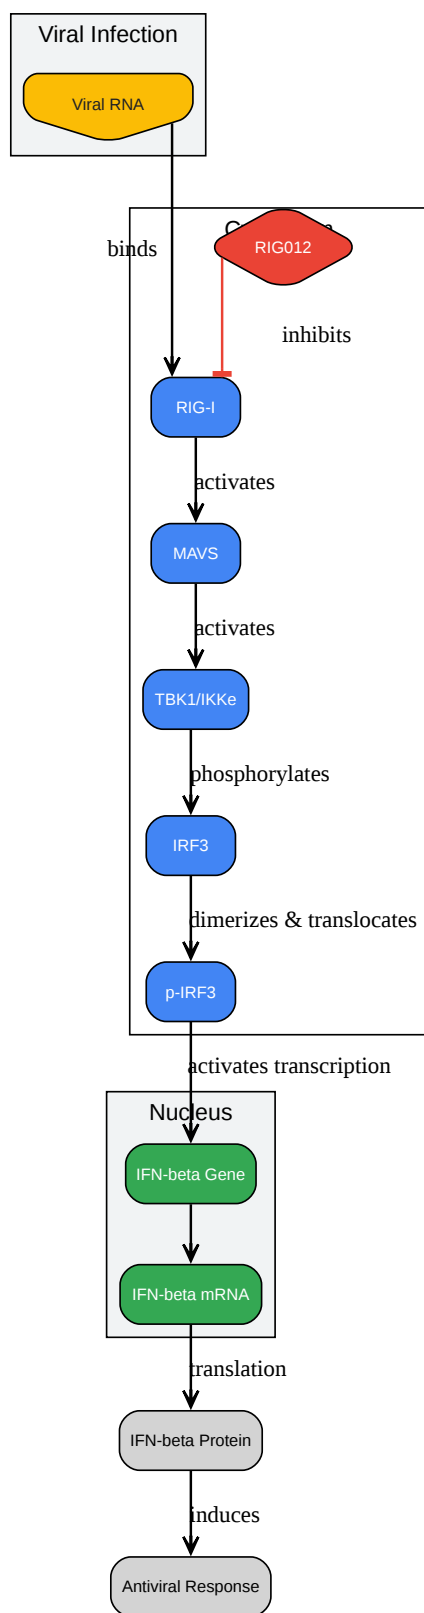 Viral Infection
Viral RNA
binds
RIG012
inhibits
RIG-I
activates
MAVS
activates
TBK1/IKKe
phosphorylates
IRF3
dimerizes & translocates
p-IRF3
activates transcription
Nucleus
IFN-beta Gene
IFN-beta mRNA
translation
IFN-beta Protein
induces
Antiviral Response